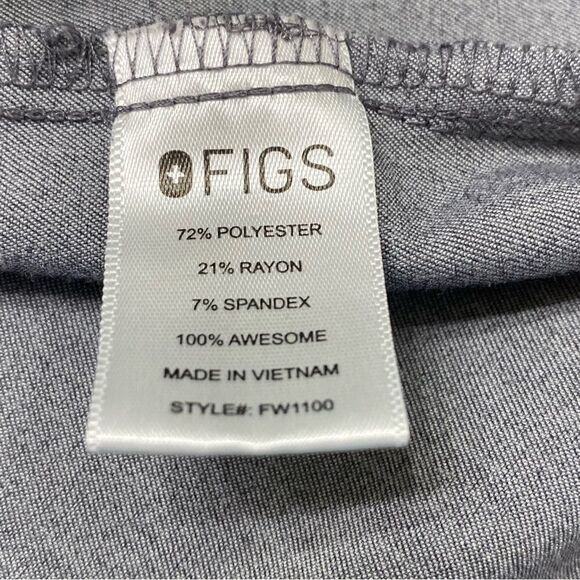 FIGS
72% POLYESTER
21% RAYON
7% SPANDEX
100% AWESOME
MADE IN VIETNAM
STYLE#: FW1100